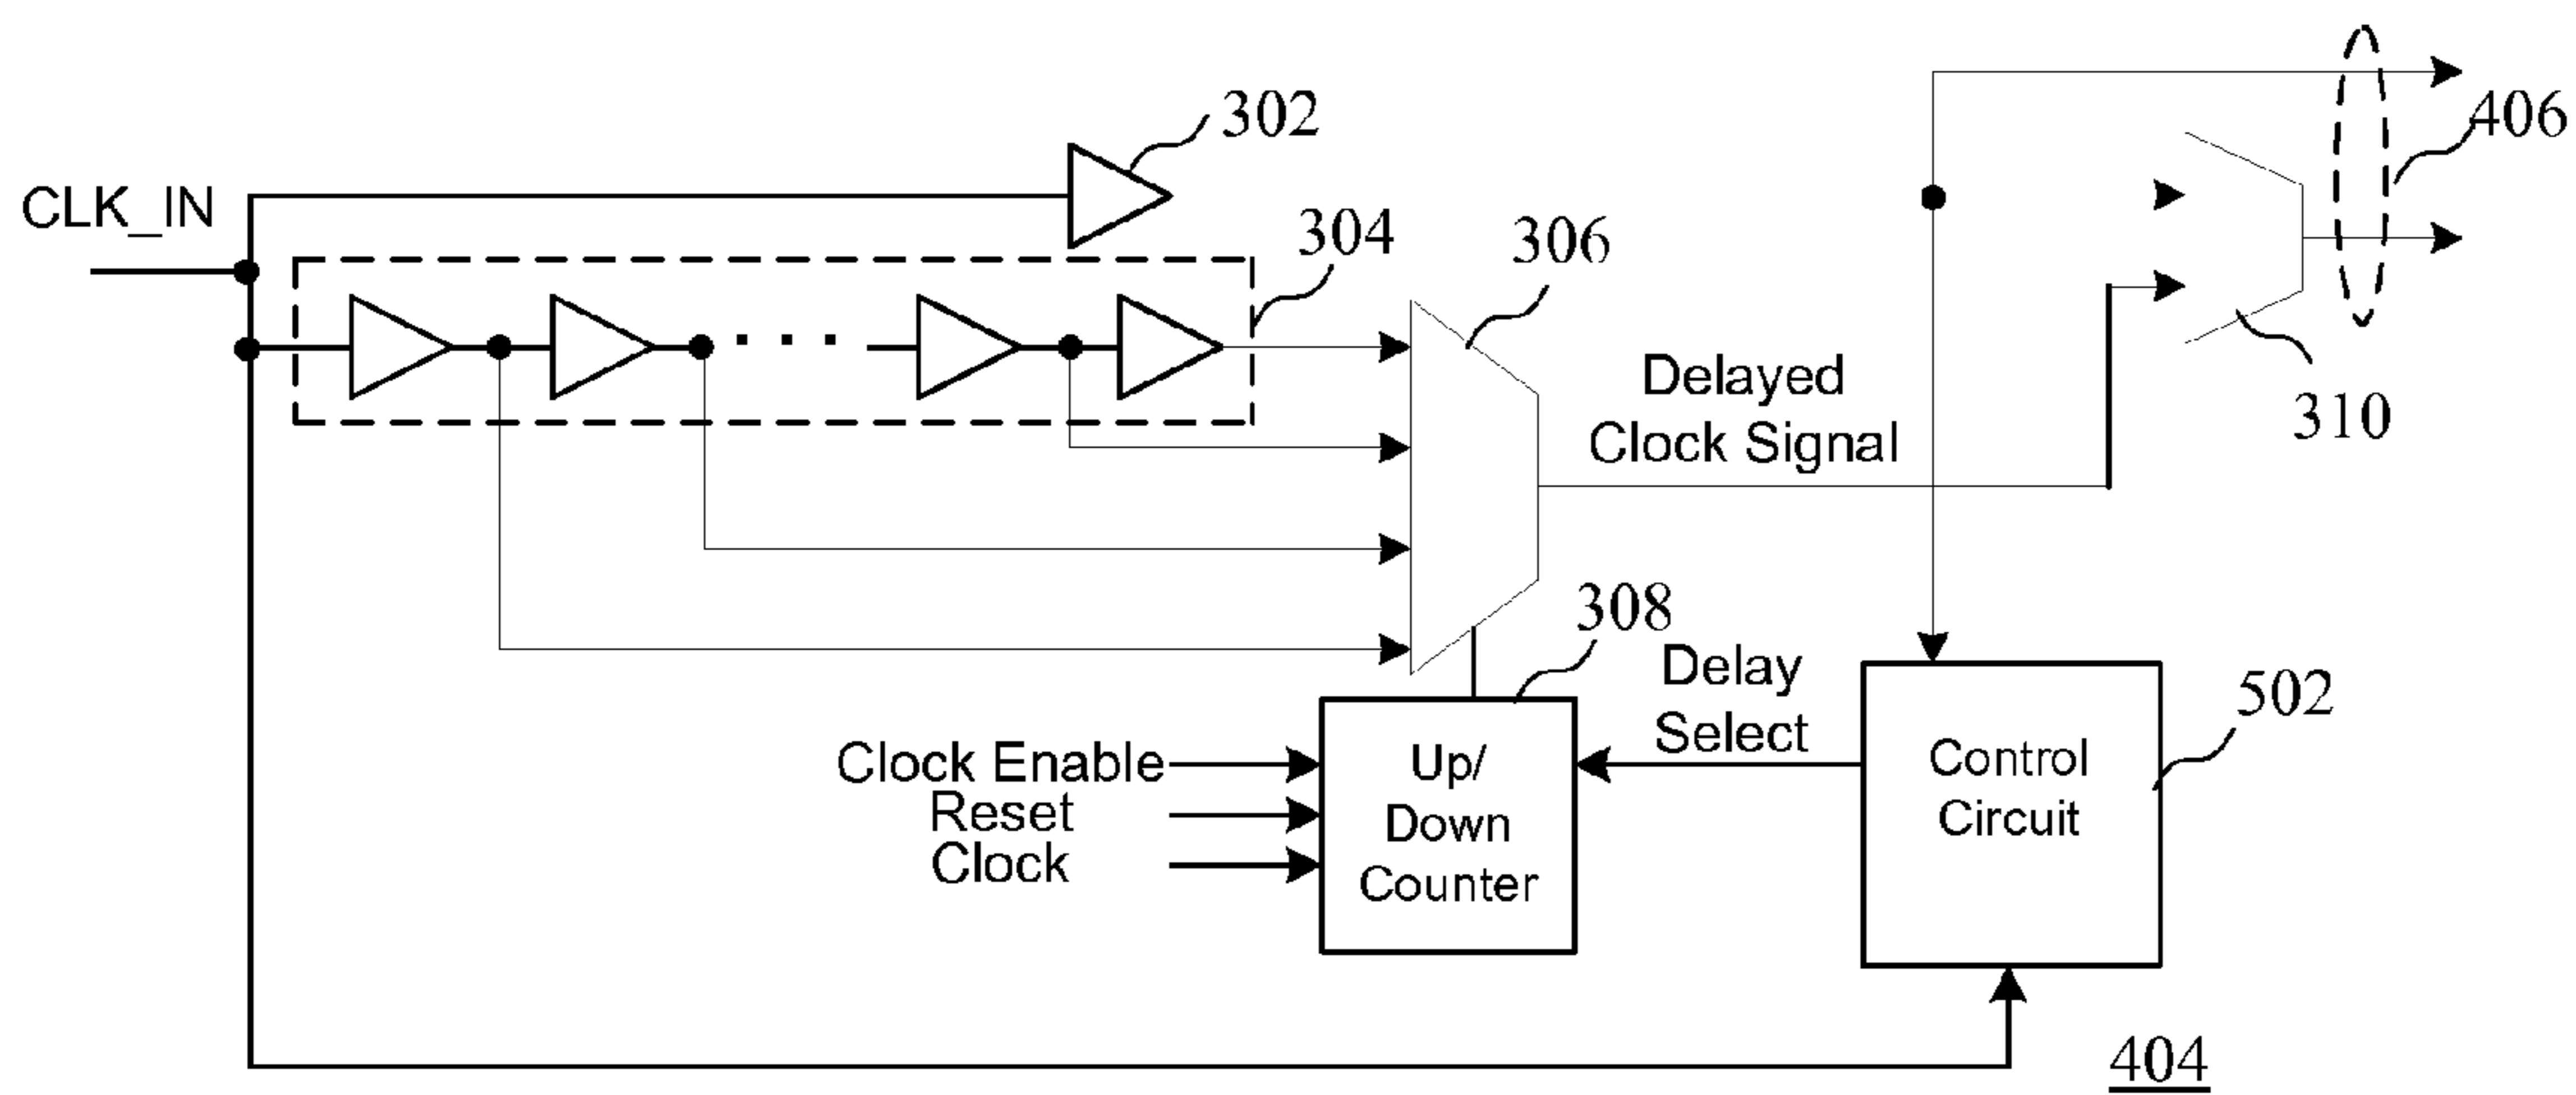 302
406
CLK_IN
304
306
Delayed
Clock Signal
310
308
Delay
Select
502
Clock Enable
Reset
Clock
Up/
Down
Counter
Control
Circuit
404